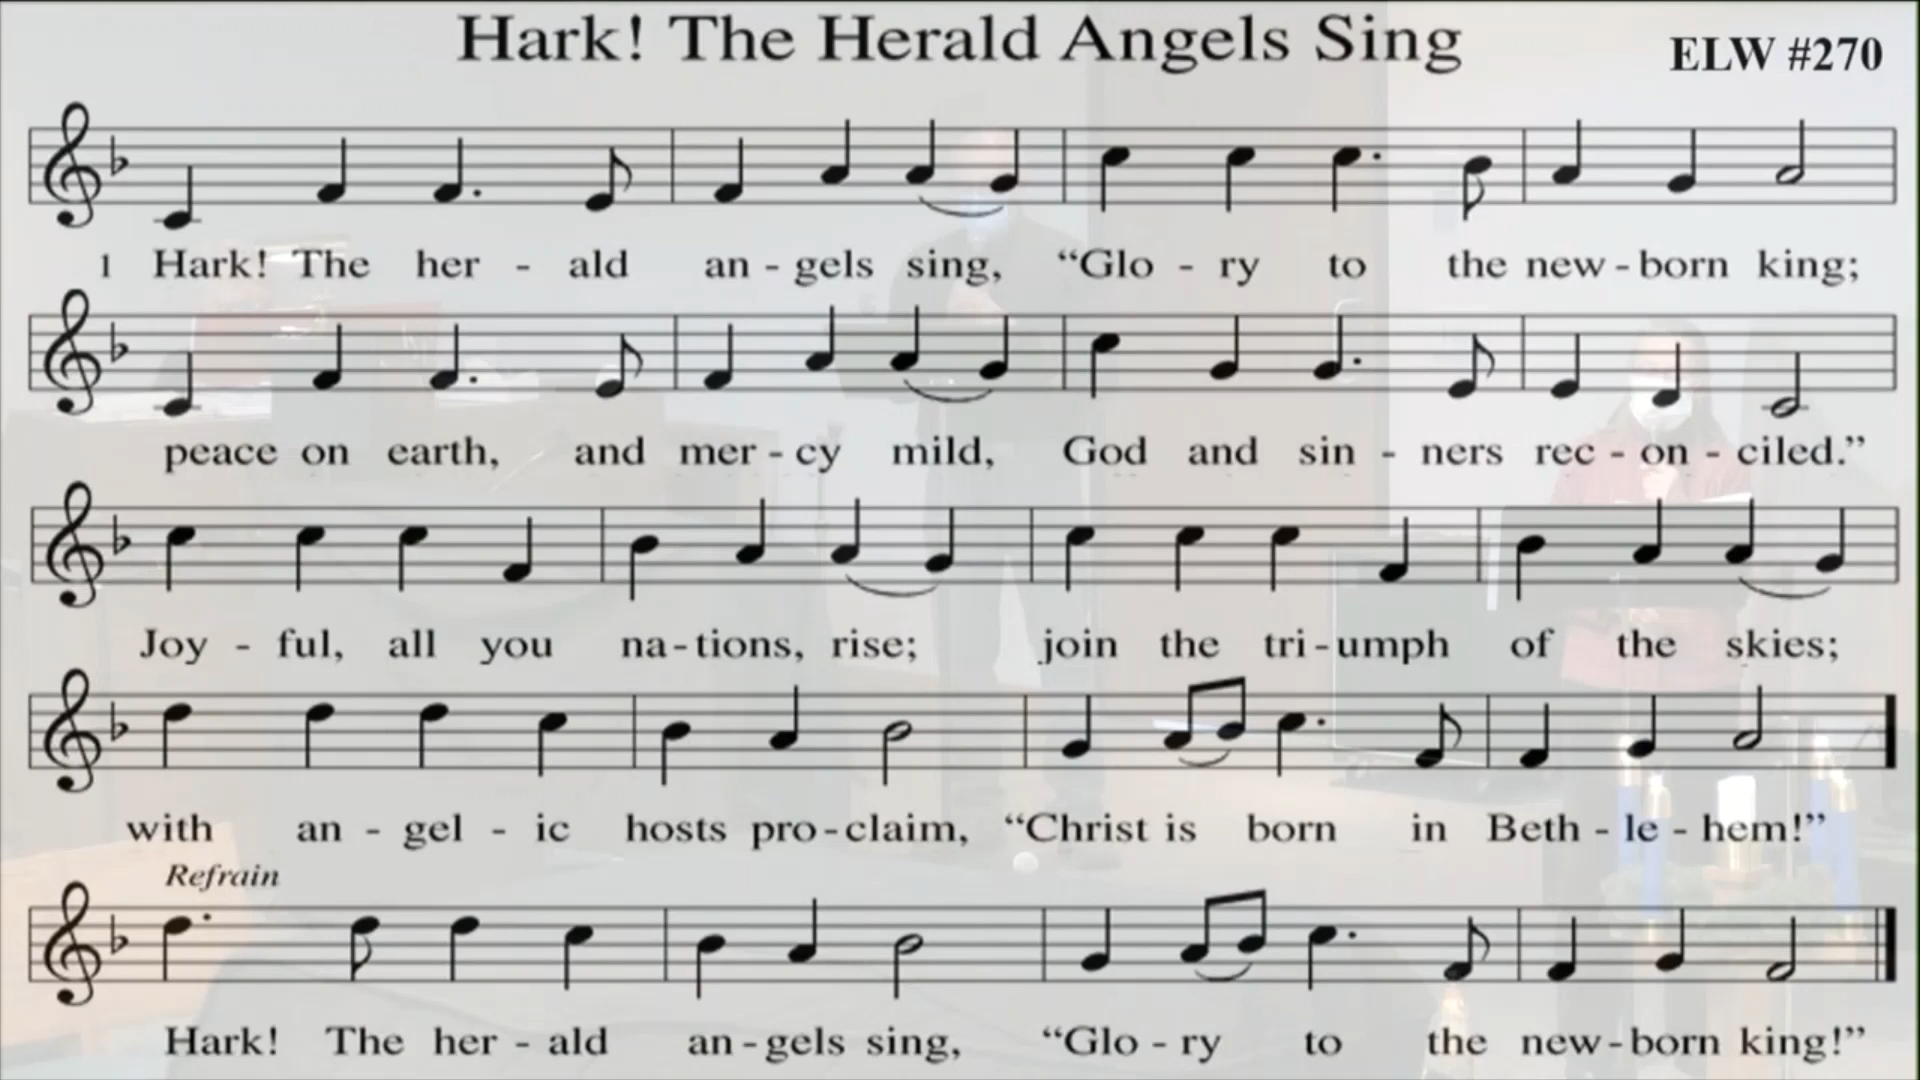 Hark! The Herald Angels Sing
ELW #270
1 Hark! The her - ald an - gels sing, “Glo - ry to the new - born king;
peace on earth, and mer - cy mild, God and sin - ners rec - on - ciled.”
Joy - ful, all you na - tions, rise; join the tri - umph of the skies;
with an - gel - ic hosts pro - claim, “Christ is born in Beth - le - hem!”
Refrain
Hark! The her - ald an - gels sing, “Glo - ry to the new - born king!”